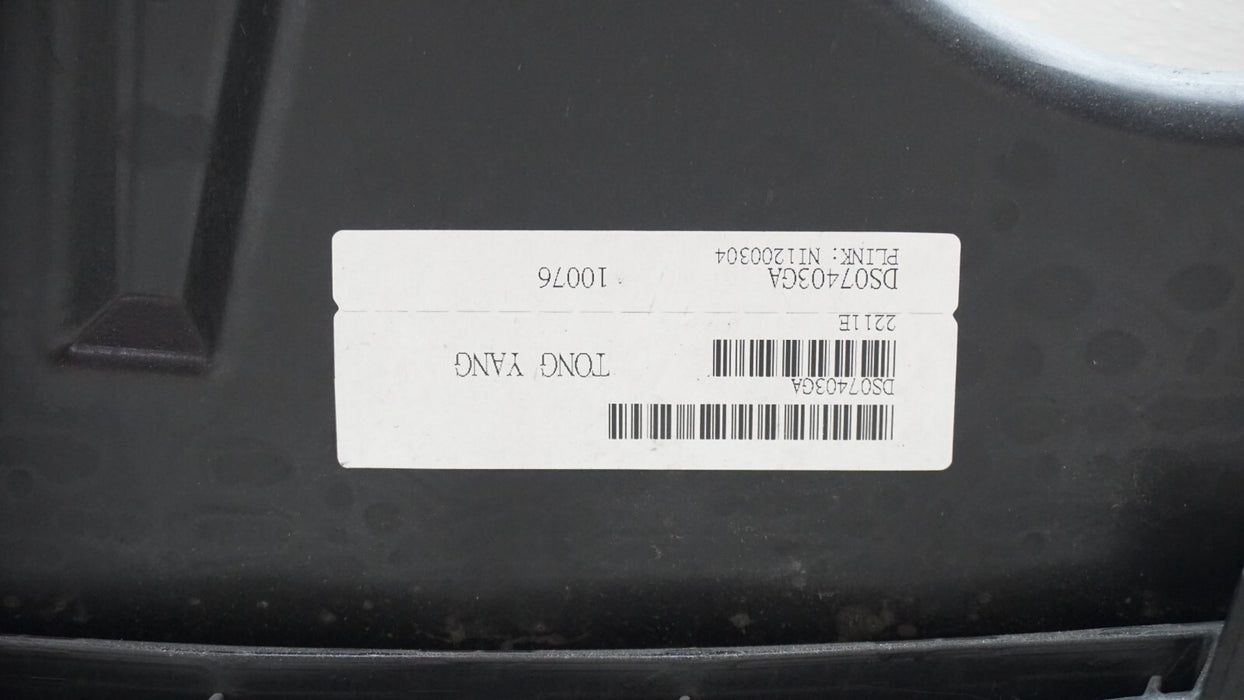 DS07403GA
TONG YANG
2211E
DS07403GA 10076
PLINK: NI1200304